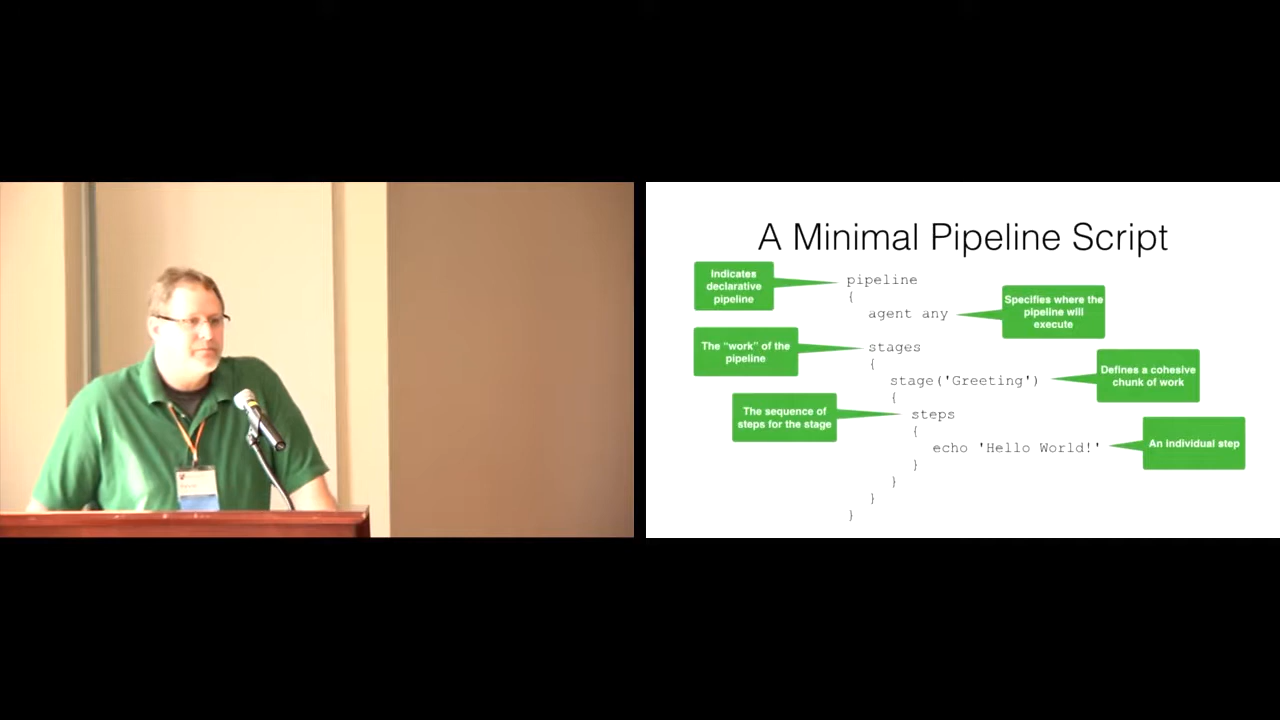 A Minimal Pipeline Script
Indicates
declarative
pipeline
pipeline
{
agent any
Specifies where the
pipeline will
execute
The “work” of the
pipeline
stages
{
stage('Greeting')
Defines a cohesive
chunk of work
{
The sequence of
steps for the stage
steps
{
echo 'Hello World!'
An individual step
}
}
}
}